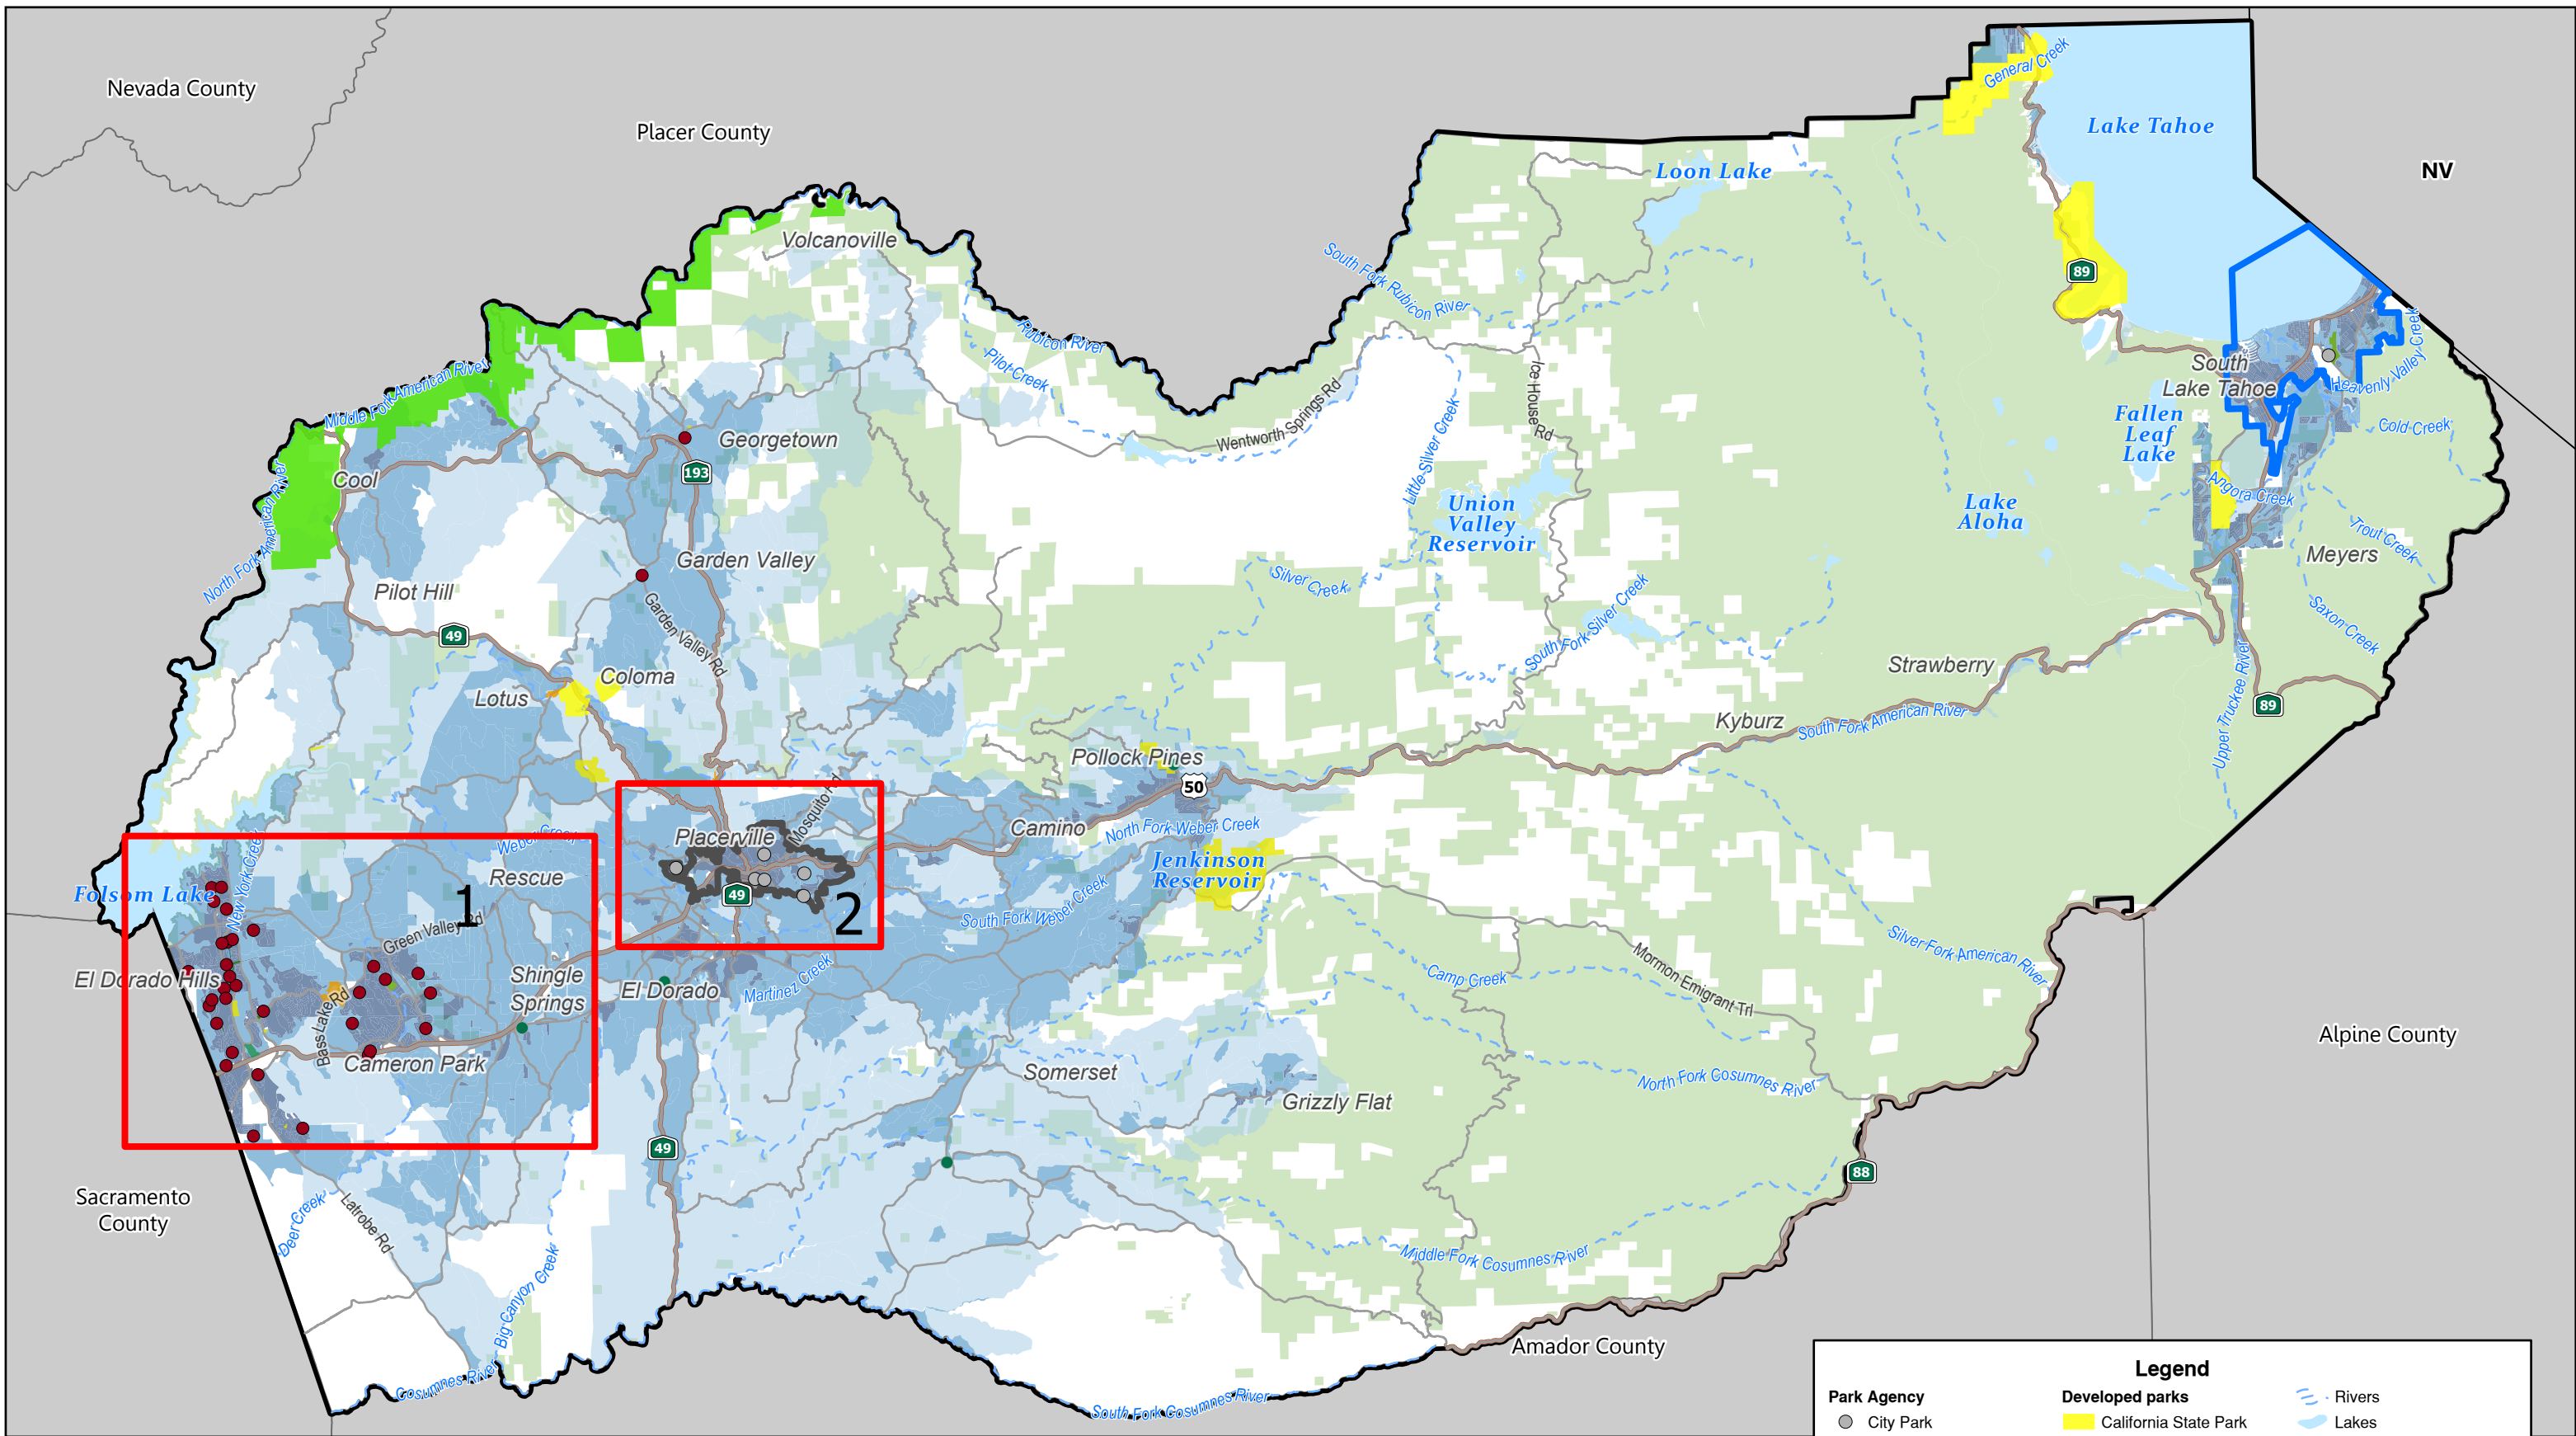 Nevada County
Placer County
NV
Lake Tahoe
General Creek
Loon Lake
Volcanoville
South Fork Rubicon River
Rubicon River
Pilot Creek
89
Middle Fork American River
Wentworth Springs Rd
Ice House Rd
South
Lake Tahoe
Heavenly Valley Creek
Fallen
Leaf
Lake
Cold Creek
Georgetown
193
Cool
Little Silver Creek
Union
Valley
Reservoir
Lake
Aloha
Angora Creek
Trout Creek
Meyers
North Fork American River
Garden Valley
Pilot Hill
Silver Creek
South Fork Silver Creek
Saxon Creek
49
Garden Valley Rd
Coloma
Lotus
Strawberry
Kyburz
South Fork American River
Upper Truckee River
89
Pollock Pines
50
Mosquito Rd
Placerville
Camino
North Fork Weber Creek
Weber Creek
Jenkinson
Reservoir
Rescue
Folsom Lake
New York Creek
1
Green Valley Rd
49
2
South Fork Weber Creek
Silver Fork American River
El Dorado Hills
Shingle
Springs
El Dorado
Martinez Creek
Camp Creek
Mormon Emigrant Trl
Bass Lake Rd
Cameron Park
Somerset
Grizzly Flat
North Fork Cosumnes River
Alpine County
49
88
Sacramento
County
Deer Creek
Latrobe Rd
Big Canyon Creek
Middle Fork Cosumnes River
Cosumnes River
South Fork Cosumnes River
Amador County
Legend
Park Agency
Developed parks
Rivers
City Park
California State Park
Lakes